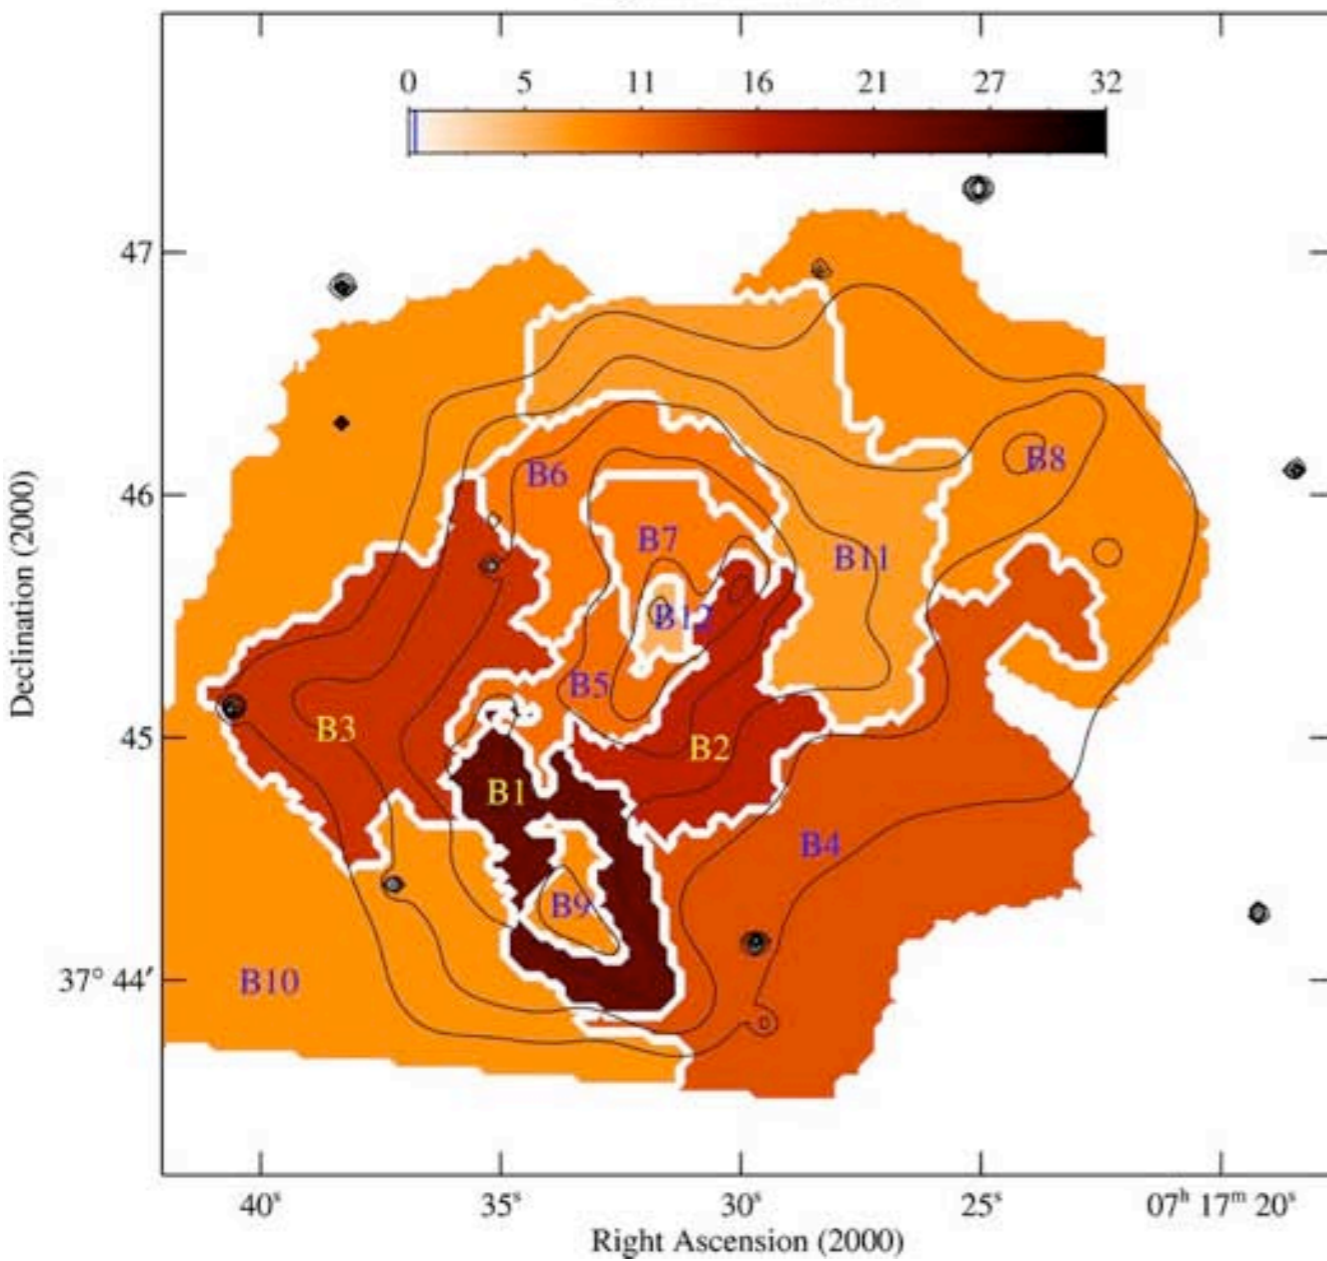 0 5 11 16 21 27 32
47
46
B6
B8
B7
B11
B12
B5
B3
45
B2
B1
B4
B9
37° 44′
B10
Declination (2000)
40ˢ 35ˢ 30ˢ 25ˢ 07ʰ 17ᵐ 20ˢ
Right Ascension (2000)